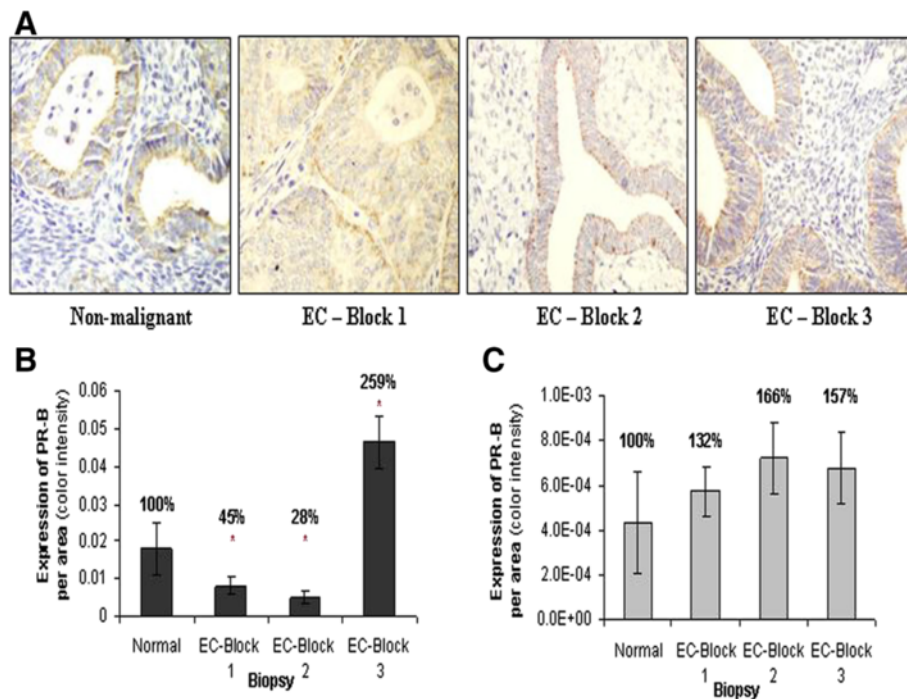 A
Non-malignant
EC – Block 1
EC – Block 2
EC – Block 3
B
Expression of PR-B
per area (color intensity)
0.06
0.05
0.04
0.03
0.02
0.01
0
100%
45%
*
28%
*
259%
*
Normal
EC-Block
1
EC-Block
2
EC-Block
3
Biopsy
C
Expression of PR-B
per area (color intensity)
1.0E-03
8.0E-04
6.0E-04
4.0E-04
2.0E-04
0.0E+00
100%
132%
166%
157%
Normal
EC-Block
1
EC-Block
2
EC-Block
3
Biopsy